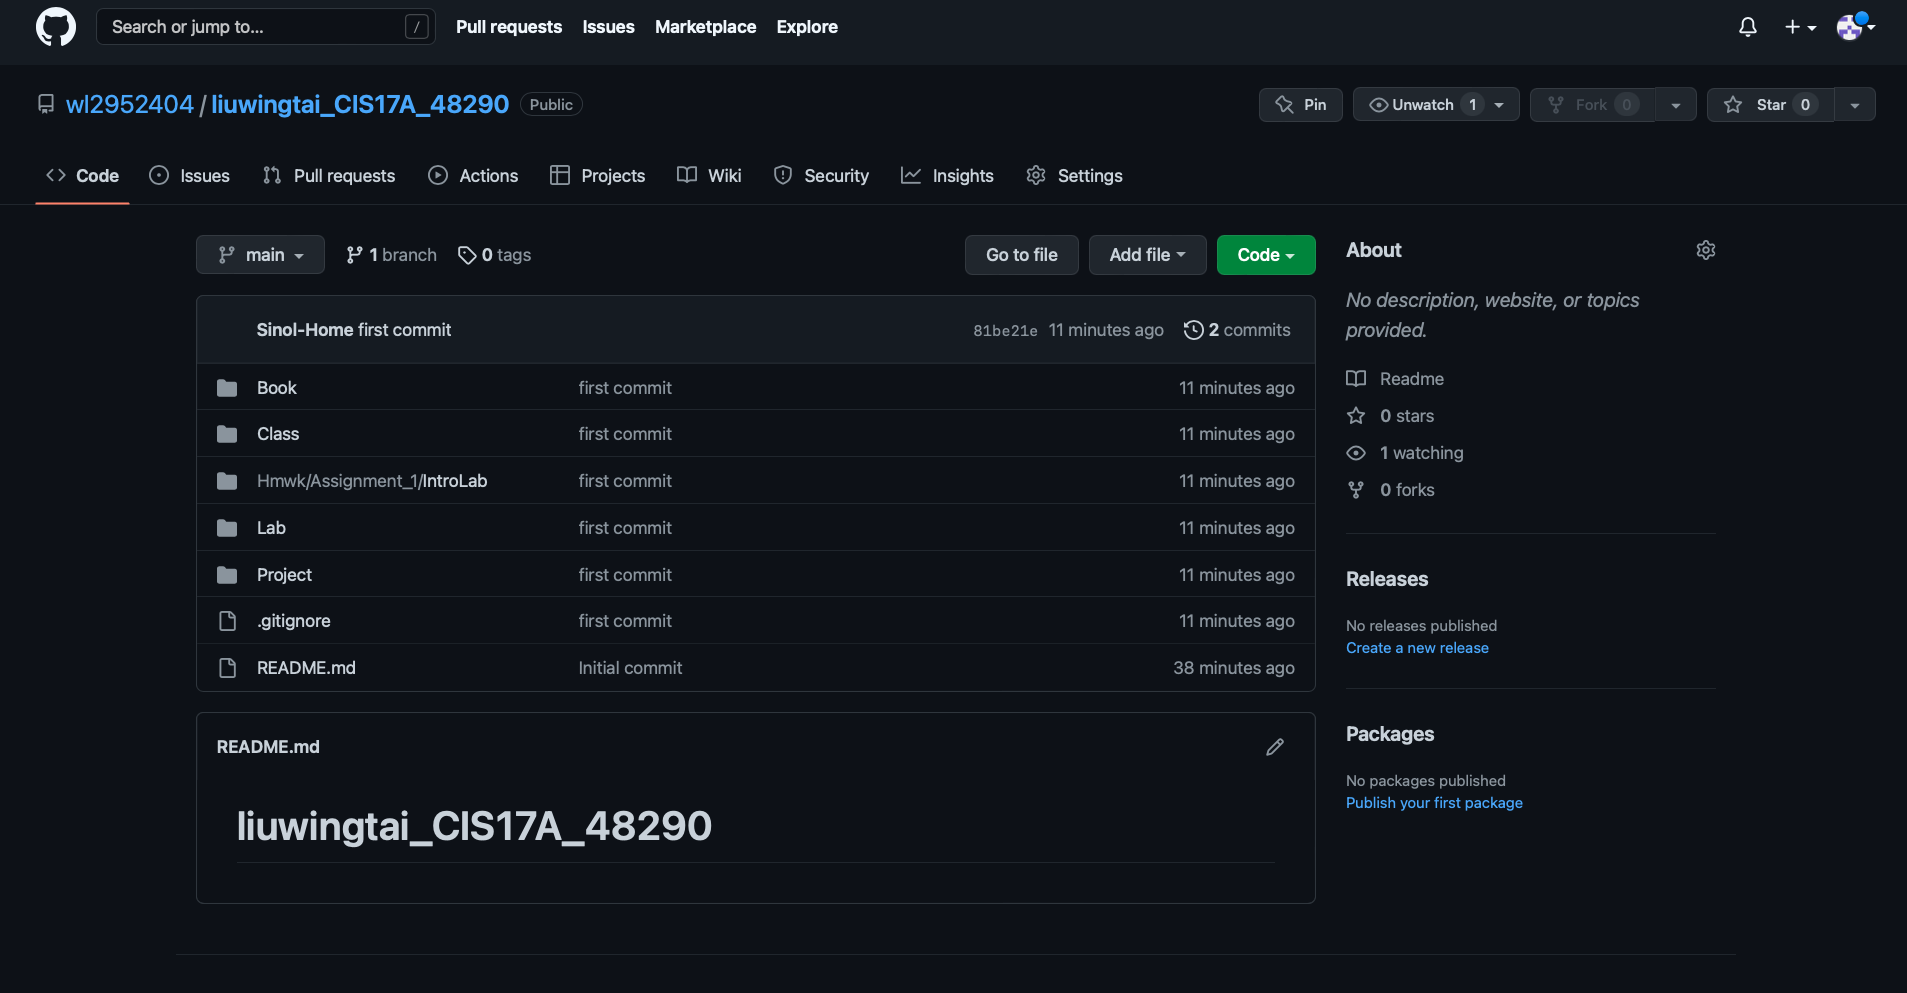 Search or jump to... /
Pull requests Issues Marketplace Explore
wl2952404 / liuwingtai_CIS17A_48290 Public
Pin Unwatch 1 Fork 0 Star 0
Code Issues Pull requests Actions Projects Wiki Security Insights Settings
main 1 branch 0 tags Go to file Add file Code
Sinol-Home first commit 81be21e 11 minutes ago 2 commits
Book first commit 11 minutes ago
Class first commit 11 minutes ago
Hmwk/Assignment_1/IntroLab first commit 11 minutes ago
Lab first commit 11 minutes ago
Project first commit 11 minutes ago
.gitignore first commit 11 minutes ago
README.md Initial commit 38 minutes ago
README.md
liuwingtai_CIS17A_48290
About
No description, website, or topics
provided.
Readme
0 stars
1 watching
0 forks
Releases
No releases published
Create a new release
Packages
No packages published
Publish your first package